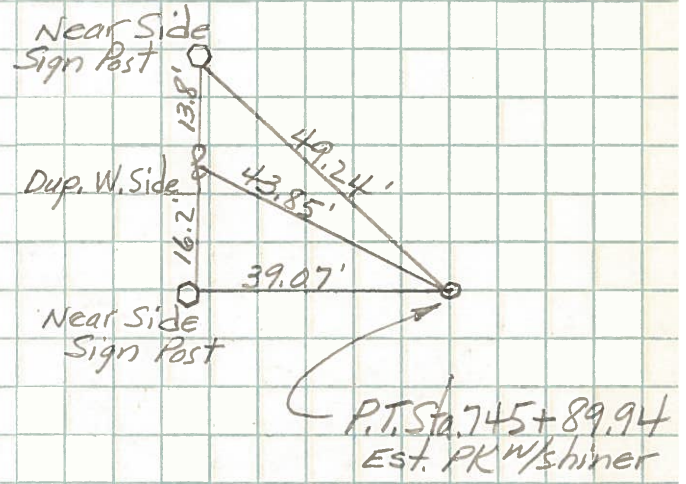 Near Side
Sign Post
13.8'
49.24'
Dup. W. Side
43.85'
16.2'
39.07'
Near Side
Sign Post
P.T. Sta. 745+89.94
Est. PK w/shiner